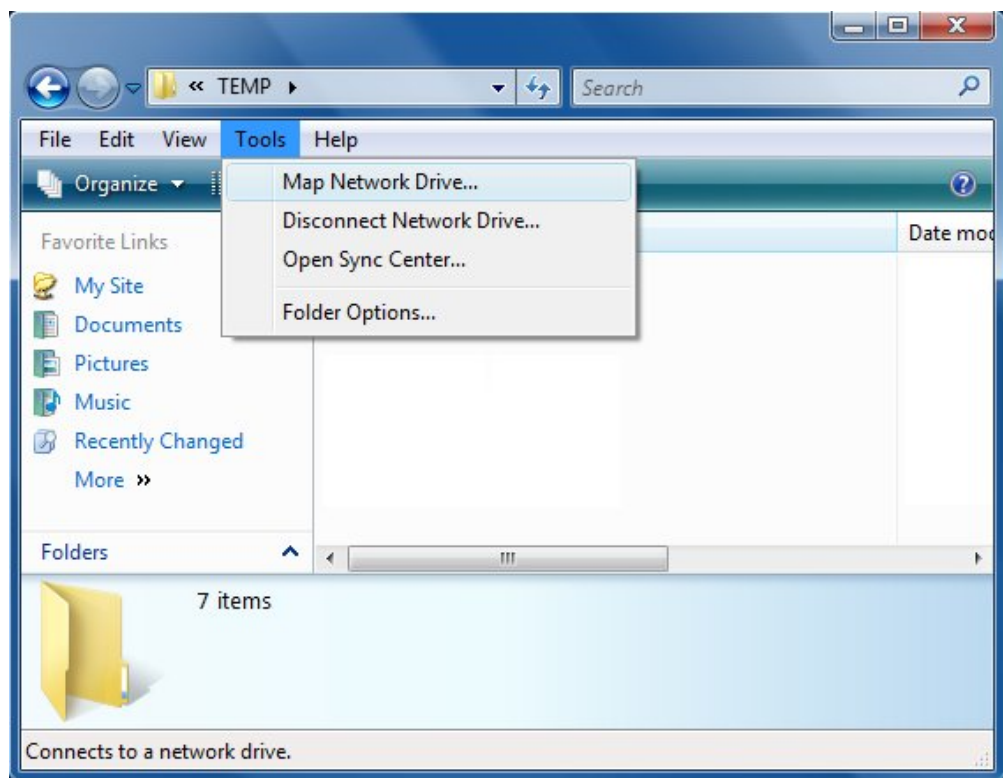 « TEMP
Search
File Edit View Tools Help
Organize
Map Network Drive...
Disconnect Network Drive...
Open Sync Center...
Folder Options...
Date mod
Favorite Links
My Site
Documents
Pictures
Music
Recently Changed
More »
Folders
7 items
Connects to a network drive.